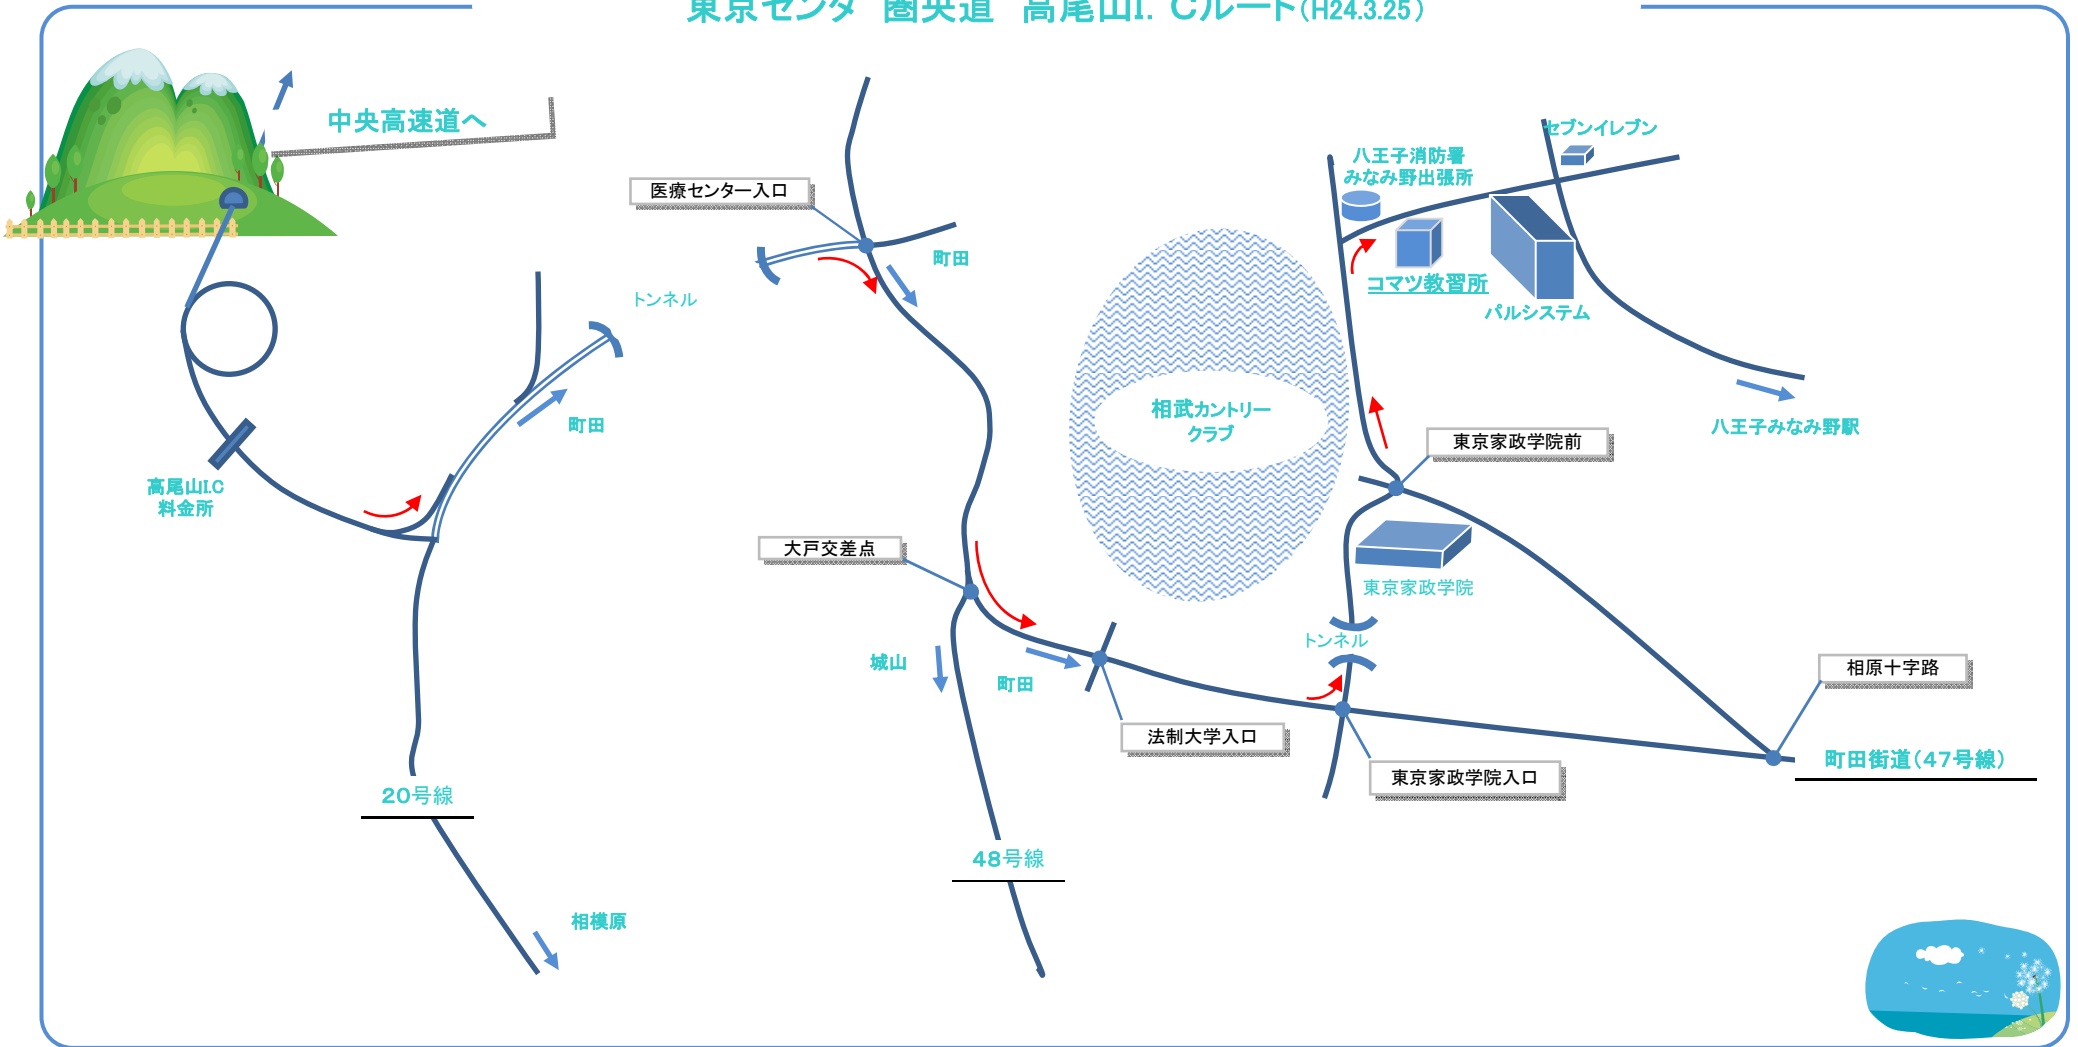 東京センタ 圏央道 高尾山I.Cルート(H24.3.25)
中央高速道へ
セブンイレブン
八王子消防署
みなみ野出張所
医療センター入口
町田
トンネル
コマツ教習所
パルシステム
相武カントリー
クラブ
町田
八王子みなみ野駅
東京家政学院前
高尾山I.C
料金所
大戸交差点
東京家政学院
トンネル
城山
町田
相原十字路
法制大学入口
町田街道(47号線)
東京家政学院入口
20号線
48号線
相模原